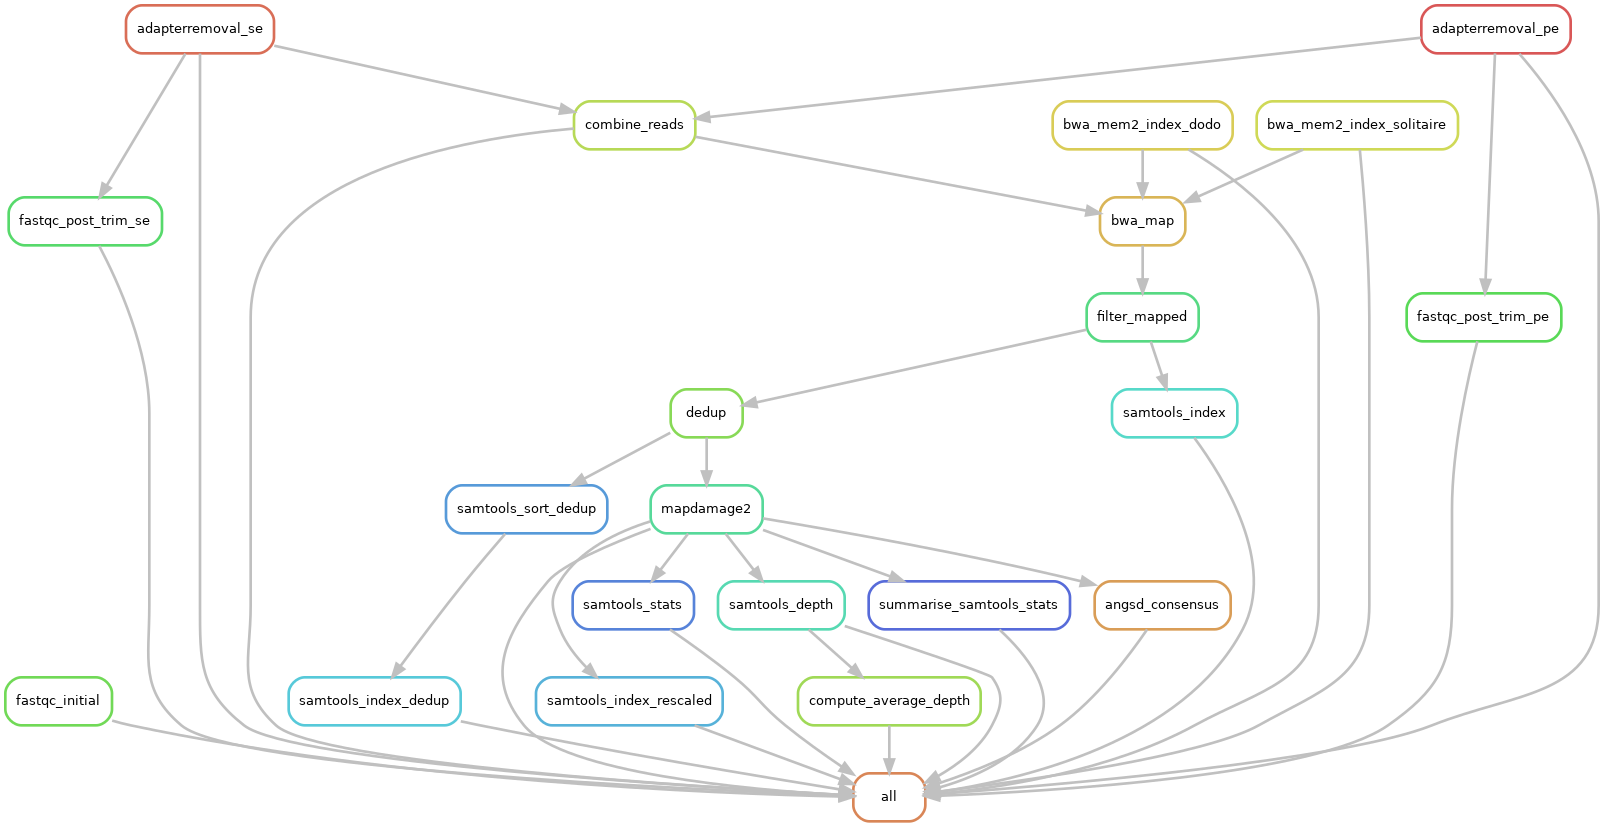 adapterremoval_se
adapterremoval_pe
combine_reads
bwa_mem2_index_dodo
bwa_mem2_index_solitaire
fastqc_post_trim_se
bwa_map
filter_mapped
fastqc_post_trim_pe
dedup
samtools_index
samtools_sort_dedup
mapdamage2
samtools_stats
samtools_depth
summarise_samtools_stats
angsd_consensus
fastqc_initial
samtools_index_dedup
samtools_index_rescaled
compute_average_depth
all